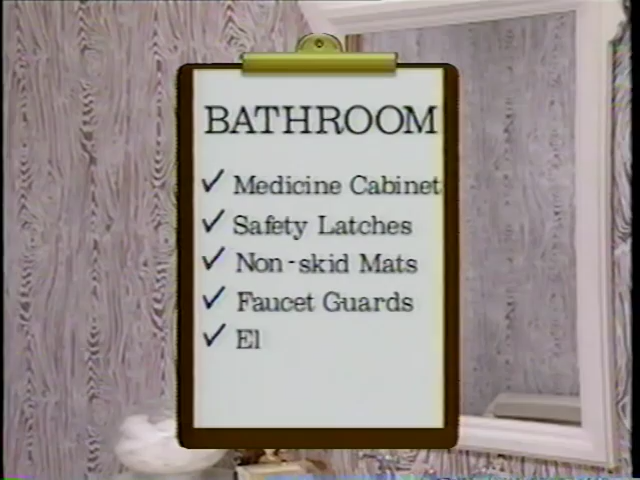 BATHROOM
✓ Medicine Cabinet
✓ Safety Latches
✓ Non-skid Mats
✓ Faucet Guards
✓ El